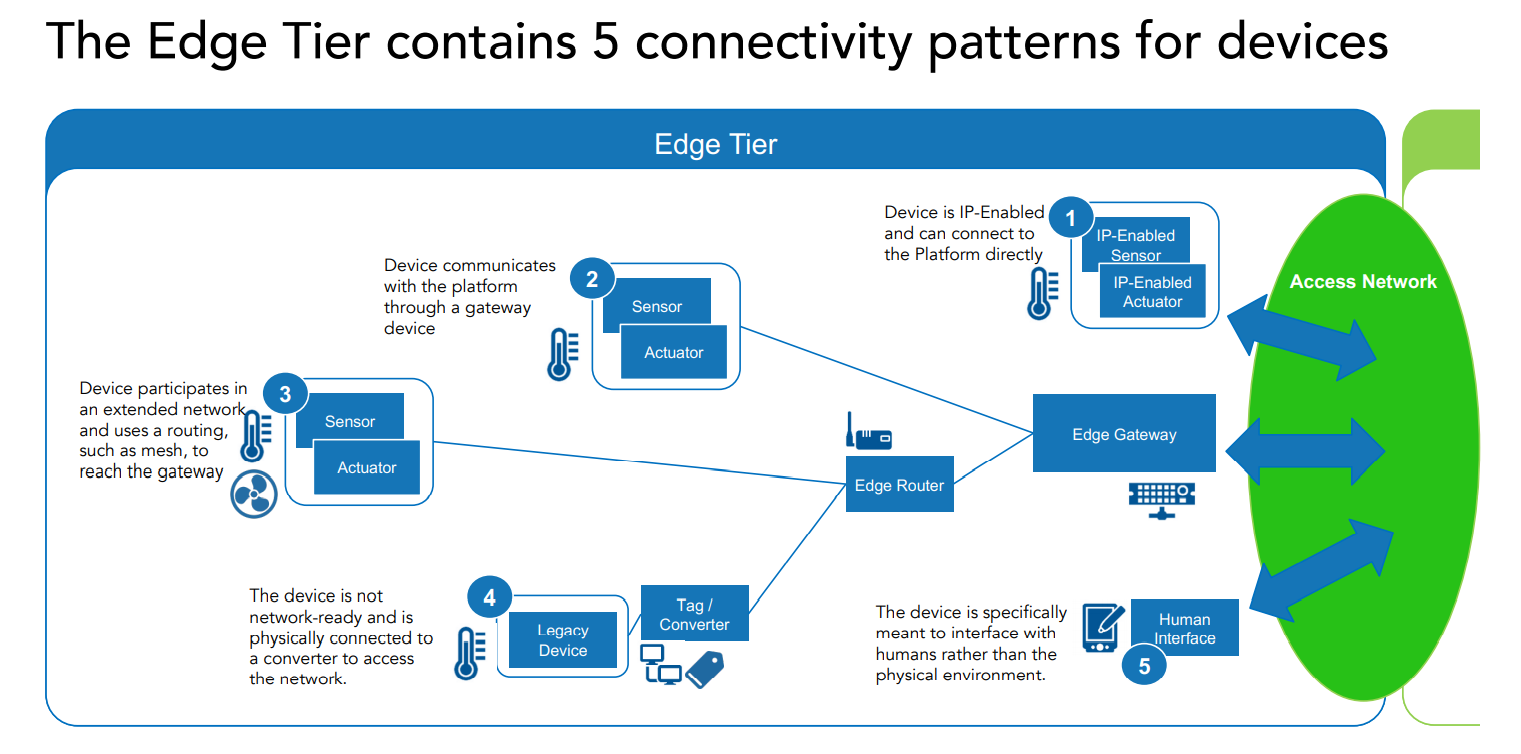 The Edge Tier contains 5 connectivity patterns for devices
Edge Tier
Device is IP-Enabled
and can connect to
the Platform directly
1
IP-Enabled
Sensor
IP-Enabled
Actuator
Access Network
Device communicates
with the platform
through a gateway
device
2
Sensor
Actuator
Device participates in
an extended network
and uses a routing,
such as mesh, to
reach the gateway
3
Sensor
Actuator
Edge Router
Edge Gateway
The device is not
network-ready and is
physically connected to
a converter to access
the network.
4
Legacy
Device
Tag /
Converter
The device is specifically
meant to interface with
humans rather than the
physical environment.
Human
Interface
5